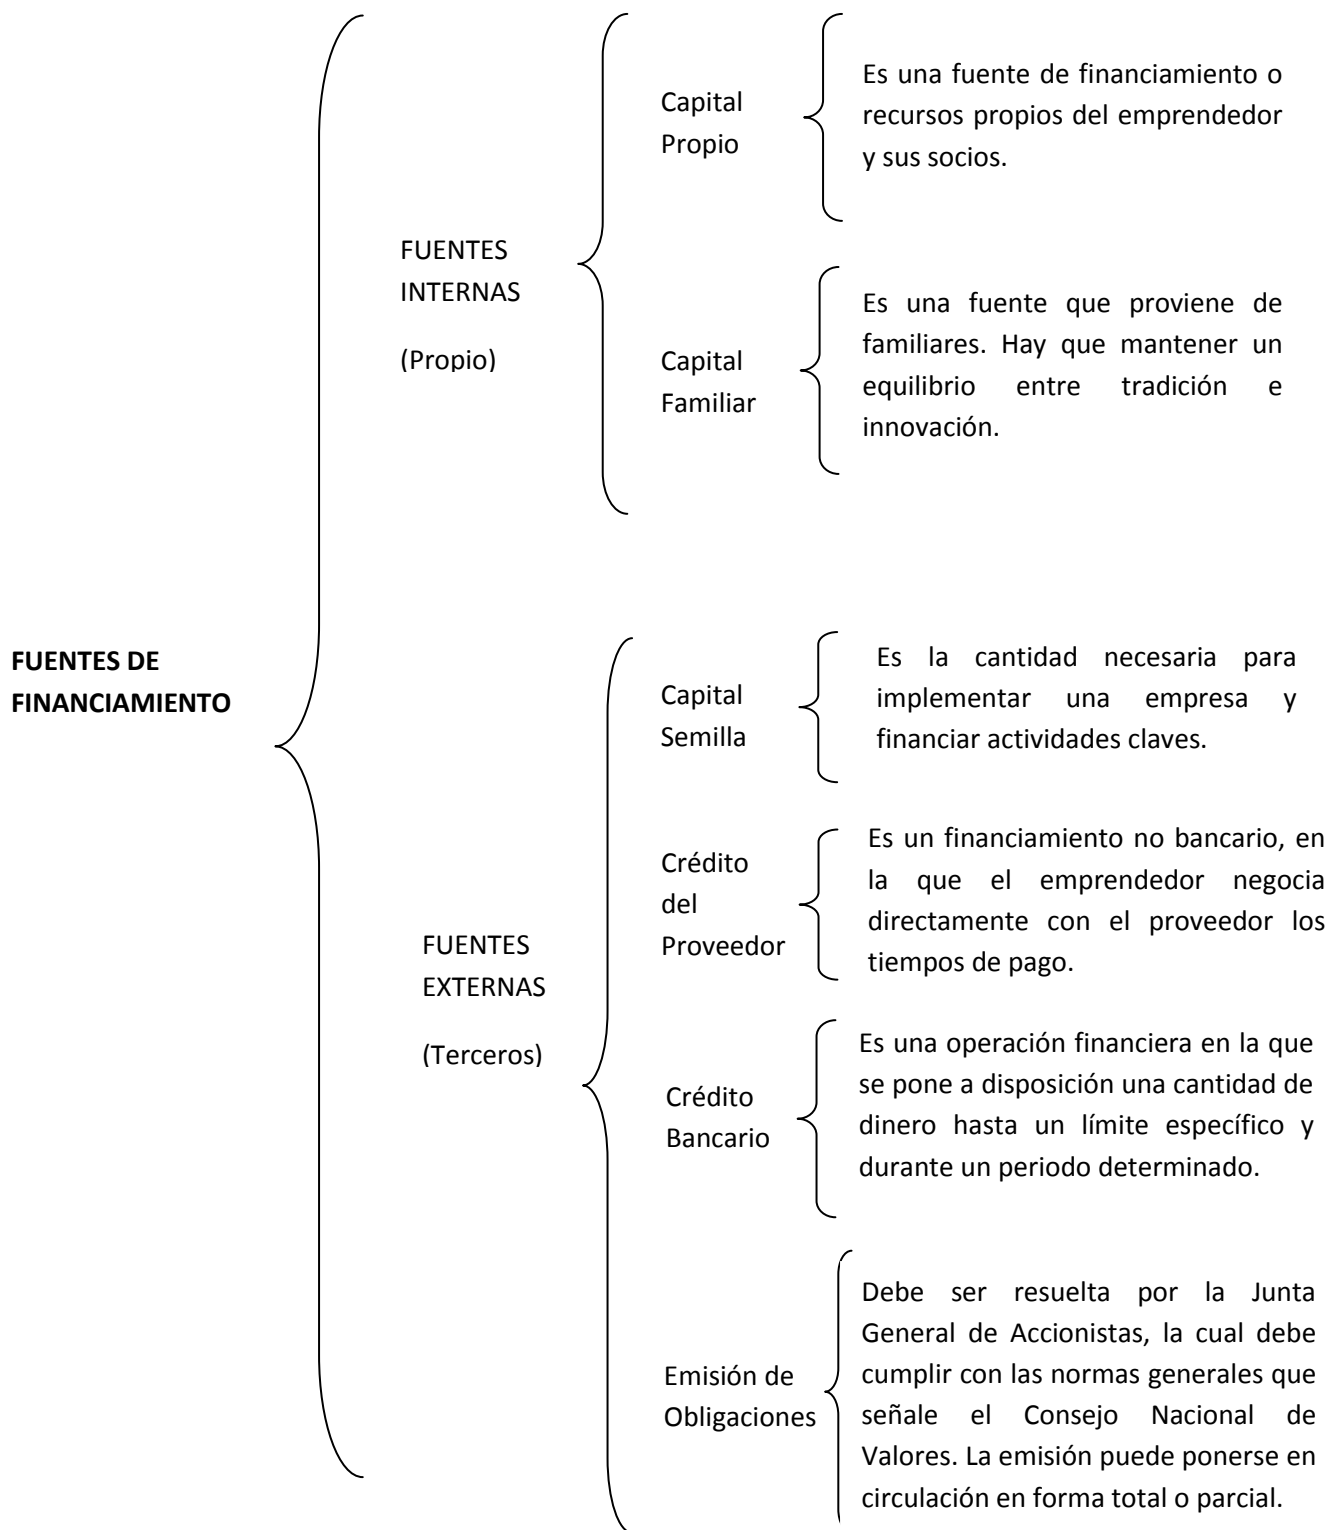 FUENTES DE
FINANCIAMIENTO
FUENTES
INTERNAS
(Propio)
Capital
Propio
Es una fuente de financiamiento o
recursos propios del emprendedor
y sus socios.
Capital
Familiar
Es una fuente que proviene de
familiares. Hay que mantener un
equilibrio entre tradición e
innovación.
FUENTES
EXTERNAS
(Terceros)
Capital
Semilla
Es la cantidad necesaria para
implementar una empresa y
financiar actividades claves.
Crédito
del
Proveedor
Es un financiamiento no bancario, en
la que el emprendedor negocia
directamente con el proveedor los
tiempos de pago.
Crédito
Bancario
Es una operación financiera en la que
se pone a disposición una cantidad de
dinero hasta un límite específico y
durante un periodo determinado.
Emisión de
Obligaciones
Debe ser resuelta por la Junta
General de Accionistas, la cual debe
cumplir con las normas generales que
señale el Consejo Nacional de
Valores. La emisión puede ponerse en
circulación en forma total o parcial.